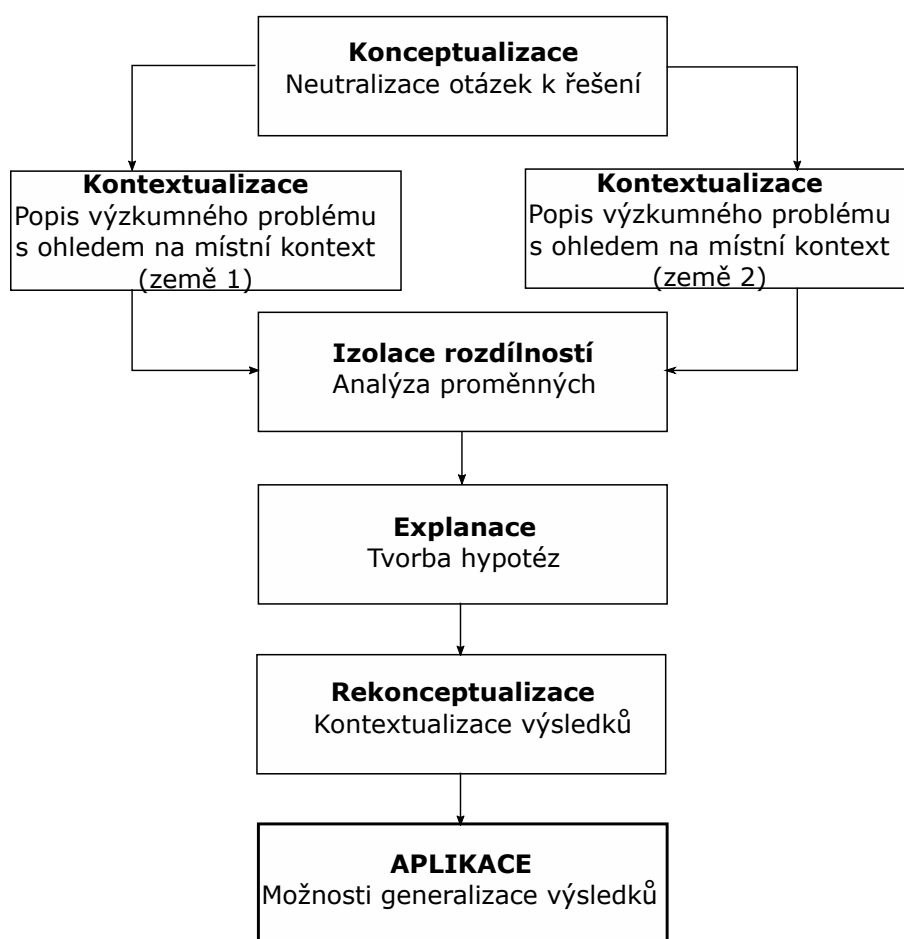 Konceptualizace
Neutralizace otázek k řešení
Kontextualizace
Popis výzkumného problému
s ohledem na místní kontext
(země 1)
Kontextualizace
Popis výzkumného problému
s ohledem na místní kontext
(země 2)
Izolace rozdílností
Analýza proměnných
Explanace
Tvorba hypotéz
Rekonceptualizace
Kontextualizace výsledků
APLIKACE
Možnosti generalizace výsledků